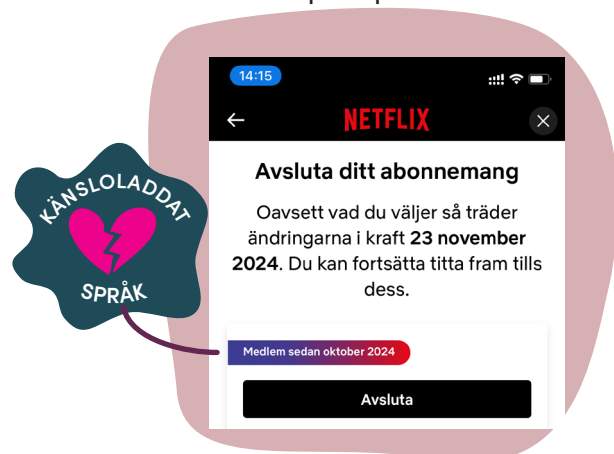 14:15
NETFLIX
Avsluta ditt abonnemang
KÄNSLOLADDAT
SPRÅK
Oavsett vad du väljer så träder
ändringarna i kraft 23 november
2024. Du kan fortsätta titta fram tills
dess.
Medlem sedan oktober 2024
Avsluta